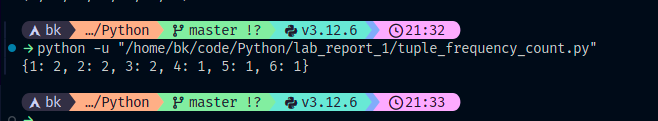 bk …/Python master !? v3.12.6 21:32
→ python -u "/home/bk/code/Python/lab_report_1/tuple_frequency_count.py"
{1: 2, 2: 2, 3: 2, 4: 1, 5: 1, 6: 1}
bk …/Python master !? v3.12.6 21:33
→